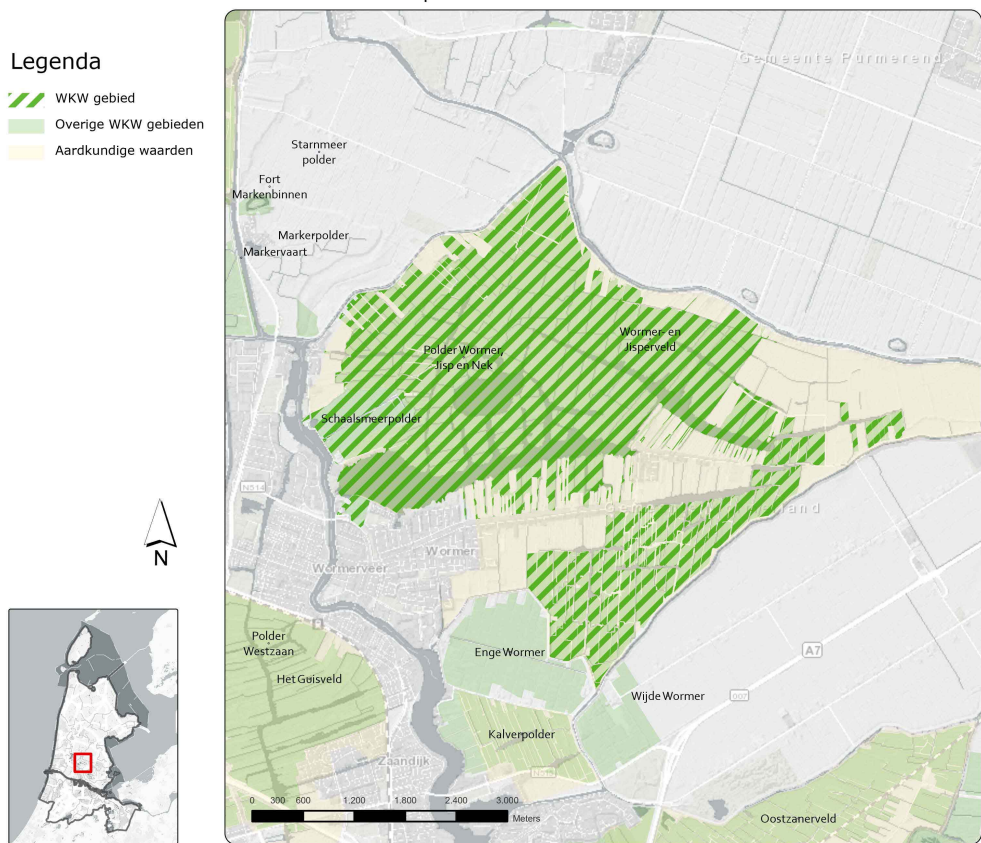 Legenda
WKW gebied
Overige WKW gebieden
Aardkundige waarden
Gemeente Purmerend
Starnmeer
polder
Fort
Markenbinnen
Markerpolder
Markervaart
Wormer- en
Jisperveld
Polder Wormer,
Jisp en Nek
Schaalsmeerpolder
N514
N
Wormer
Wormerveer
Polder
Westzaan
Het Guisveld
Enge Wormer
A7
Wijde Wormer
Kalverpolder
Zaandijk
Oostzanerveld
0 300 600 1.200 1.800 2.400 3.000
Meters